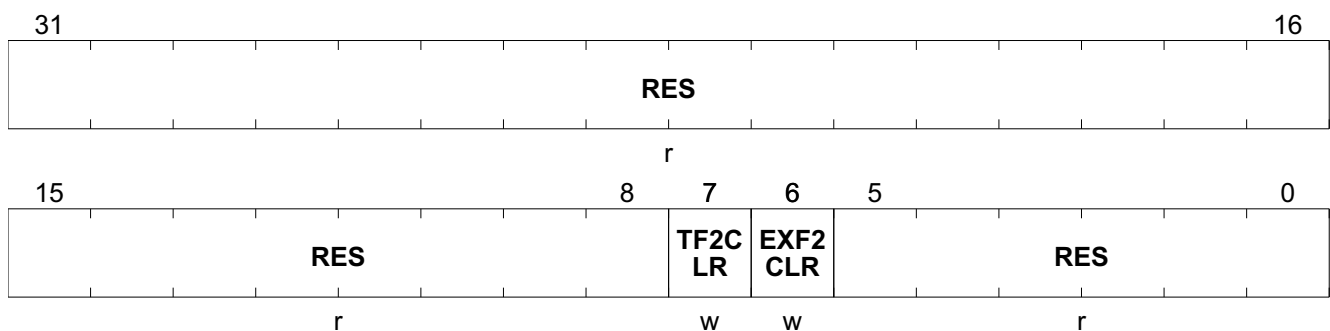 31 16
RES
r
15 8 7 6 5 0
RES TF2C LR EXF2 CLR RES
r w w r